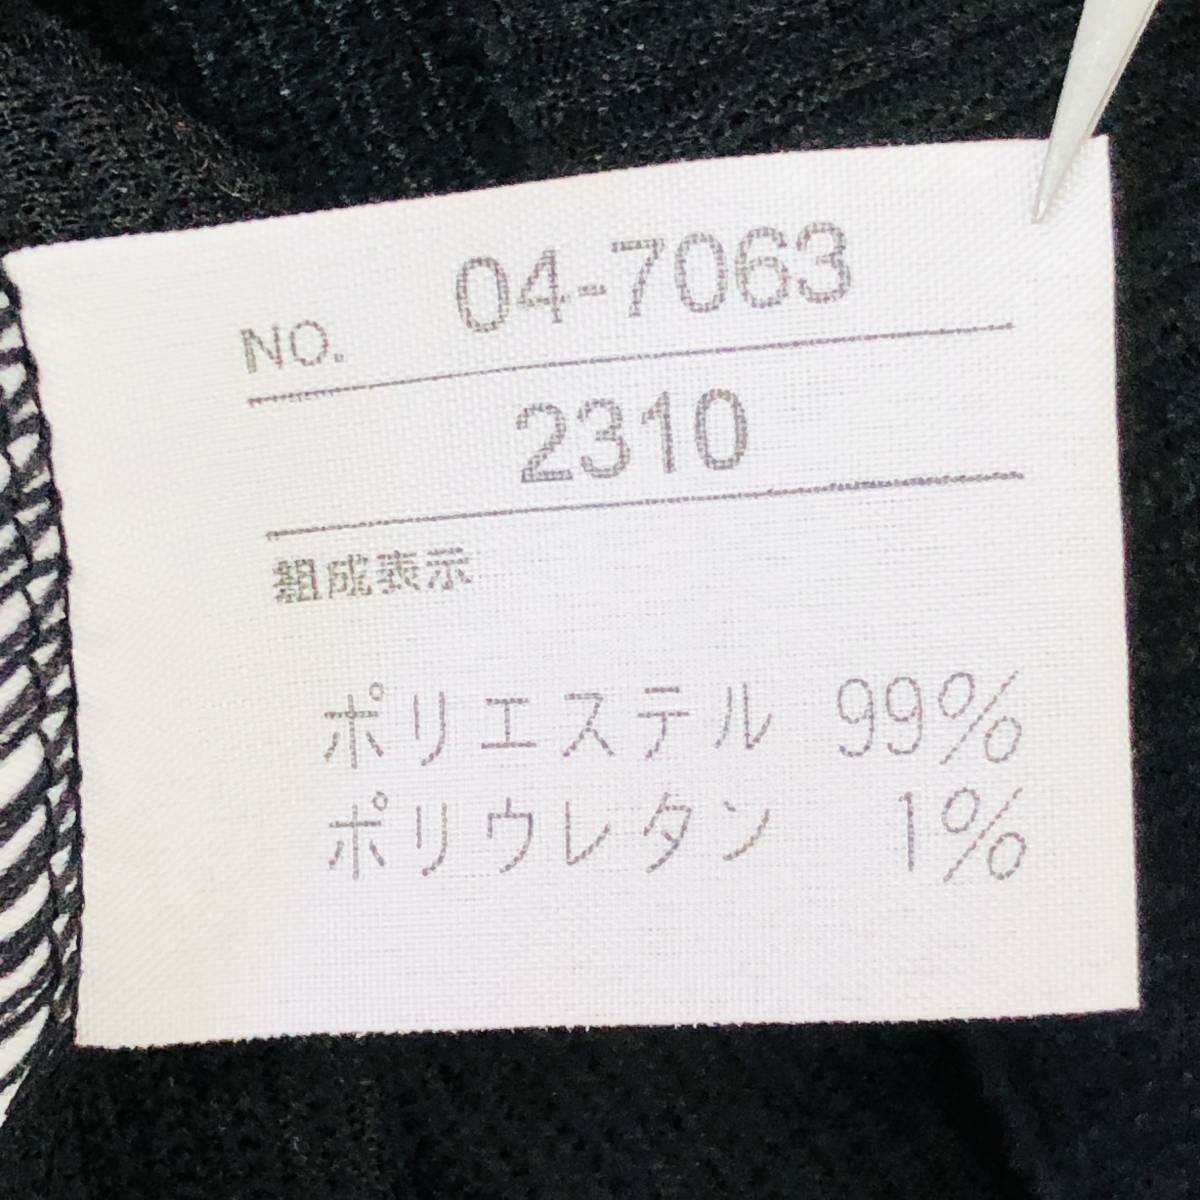 NO. 04-7063
2310
組成表示
ポリエステル 99%
ポリウレタン 1%